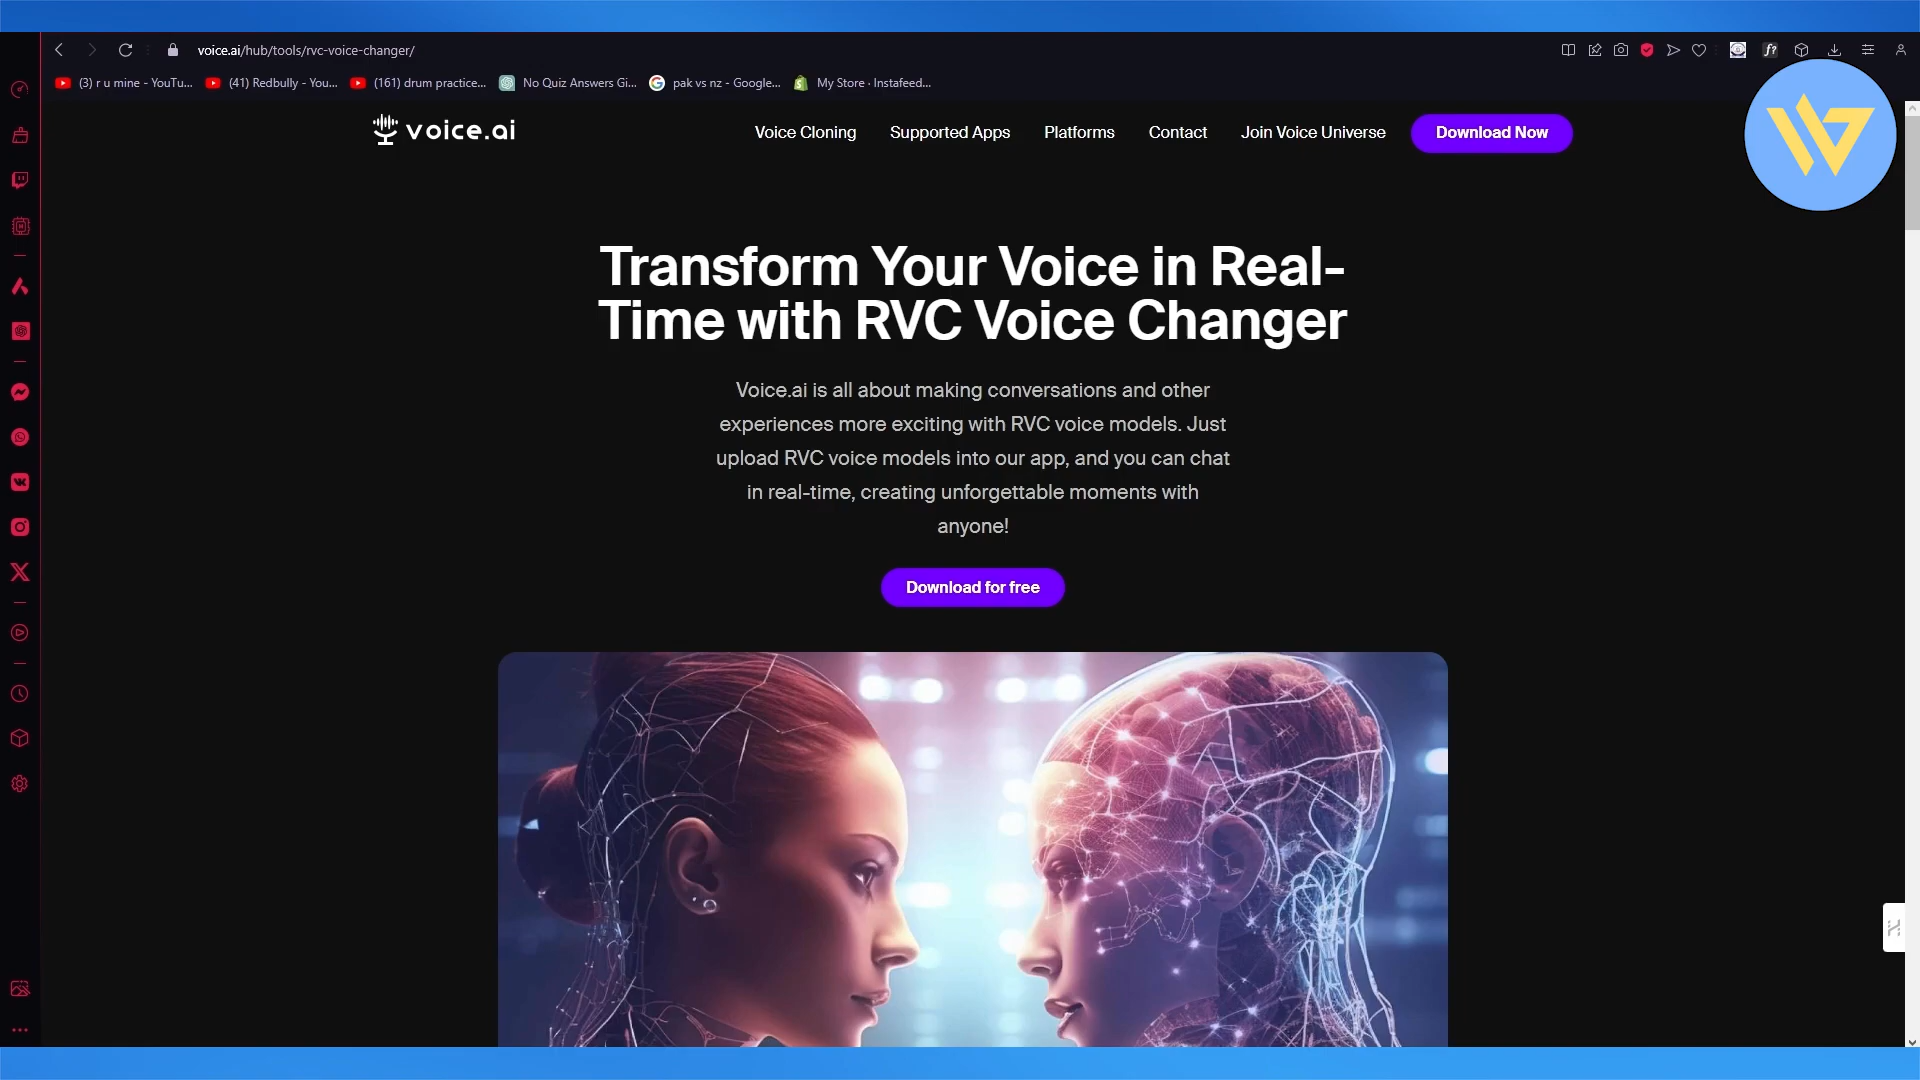 voice.ai/hub/tools/rvc-voice-changer/
(3) r u mine - YouTu... (41) Redbully - You... (161) drum practice... No Quiz Answers Gi... pak vs nz - Google... My Store · Instafeed...
voice.ai Voice Cloning Supported Apps Platforms Contact Join Voice Universe Download Now
Transform Your Voice in Real-
Time with RVC Voice Changer
Voice.ai is all about making conversations and other
experiences more exciting with RVC voice models. Just
upload RVC voice models into our app, and you can chat
in real-time, creating unforgettable moments with
anyone!
Download for free